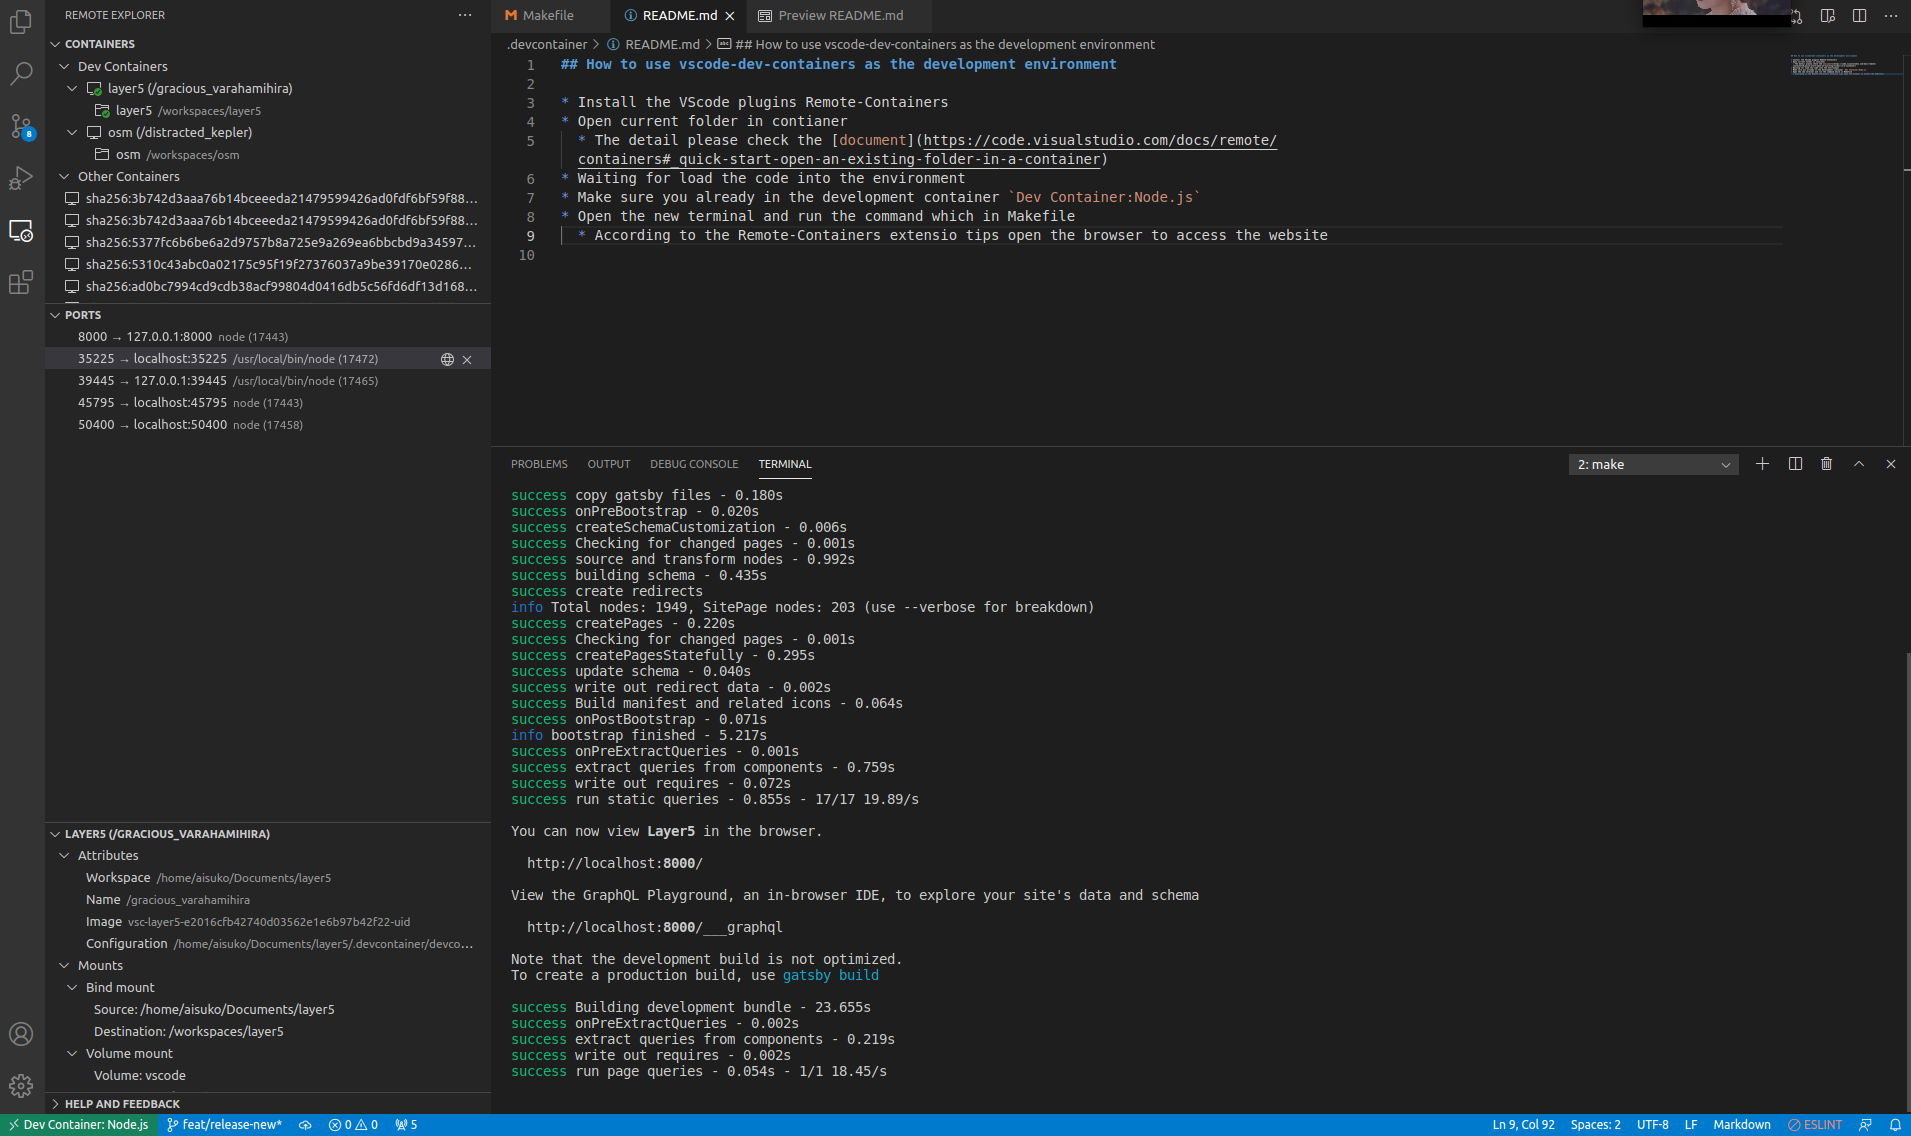 REMOTE EXPLORER
CONTAINERS
Dev Containers
layer5 (/gracious_varahamihira)
layer5 /workspaces/layer5
osm (/distracted_kepler)
osm /workspaces/osm
Other Containers
sha256:3b742d3aaa76b14bceeeda21479599426ad0fdf6bf59f88...
sha256:3b742d3aaa76b14bceeeda21479599426ad0fdf6bf59f88...
sha256:5377fc6b6be6a2d9757b8a725e9a269ea6bbcbd9a34597...
sha256:5310c43abc0a02175c95f19f27376037a9be39170e0286...
sha256:ad0bc7994cd9cdb38acf99804d0416db5c56fd6df13d168...
PORTS
8000 → 127.0.0.1:8000 node (17443)
35225 → localhost:35225 /usr/local/bin/node (17472)
39445 → 127.0.0.1:39445 /usr/local/bin/node (17465)
45795 → localhost:45795 node (17443)
50400 → localhost:50400 node (17458)
LAYER5 (/GRACIOUS_VARAHAMIHIRA)
Attributes
Workspace /home/aisuko/Documents/layer5
Name /gracious_varahamihira
Image vsc-layer5-e2016cfb42740d03562e1e6b97b42f22-uid
Configuration /home/aisuko/Documents/layer5/.devcontainer/devco...
Mounts
Bind mount
Source: /home/aisuko/Documents/layer5
Destination: /workspaces/layer5
Volume mount
Volume: vscode
HELP AND FEEDBACK
8
Makefile README.md Preview README.md
.devcontainer > README.md > ## How to use vscode-dev-containers as the development environment
1 ## How to use vscode-dev-containers as the development environment
2
3 * Install the VScode plugins Remote-Containers
4 * Open current folder in contianer
5 * The detail please check the [document](https://code.visualstudio.com/docs/remote/
containers#_quick-start-open-an-existing-folder-in-a-container)
6 * Waiting for load the code into the environment
7 * Make sure you already in the development container `Dev Container:Node.js`
8 * Open the new terminal and run the command which in Makefile
9 * According to the Remote-Containers extensio tips open the browser to access the website
10
PROBLEMS OUTPUT DEBUG CONSOLE TERMINAL 2: make
success copy gatsby files - 0.180s
success onPreBootstrap - 0.020s
success createSchemaCustomization - 0.006s
success Checking for changed pages - 0.001s
success source and transform nodes - 0.992s
success building schema - 0.435s
success create redirects
info Total nodes: 1949, SitePage nodes: 203 (use --verbose for breakdown)
success createPages - 0.220s
success Checking for changed pages - 0.001s
success createPagesStatefully - 0.295s
success update schema - 0.040s
success write out redirect data - 0.002s
success Build manifest and related icons - 0.064s
success onPostBootstrap - 0.071s
info bootstrap finished - 5.217s
success onPreExtractQueries - 0.001s
success extract queries from components - 0.759s
success write out requires - 0.072s
success run static queries - 0.855s - 17/17 19.89/s
You can now view Layer5 in the browser.
http://localhost:8000/
View the GraphQL Playground, an in-browser IDE, to explore your site's data and schema
http://localhost:8000/___graphql
Note that the development build is not optimized.
To create a production build, use gatsby build
success Building development bundle - 23.655s
success onPreExtractQueries - 0.002s
success extract queries from components - 0.219s
success write out requires - 0.002s
success run page queries - 0.054s - 1/1 18.45/s
Dev Container: Node.js feat/release-new* 0 0 5 Ln 9, Col 92 Spaces: 2 UTF-8 LF Markdown ESLINT